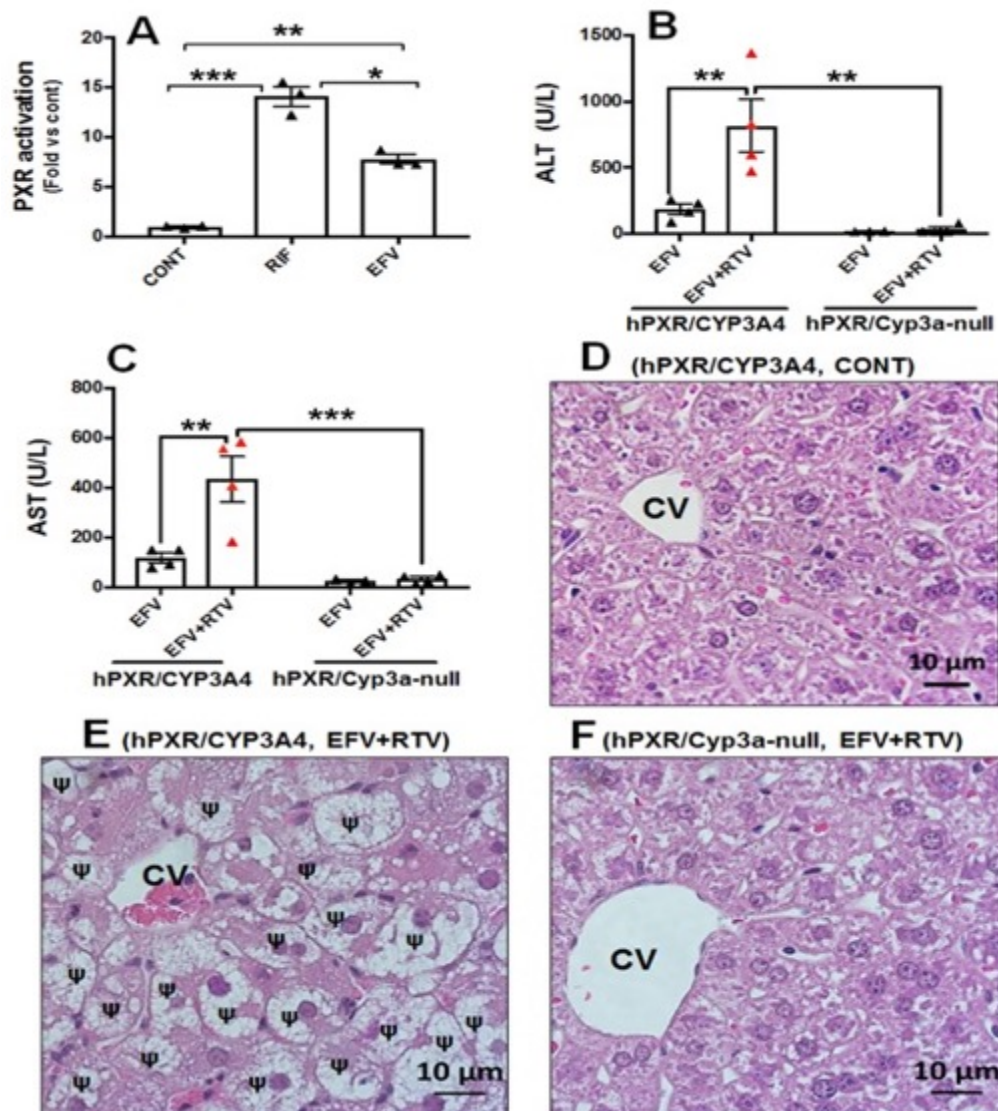 A
PXR activation
(Fold vs cont)
20
15
10
5
0
**
***
*
CONT
RIF
EFV
B
ALT (U/L)
1500
1000
500
0
**
**
EFV
EFV+RTV
EFV
EFV+RTV
hPXR/CYP3A4
hPXR/Cyp3a-null
C
AST (U/L)
800
600
400
200
0
**
***
EFV
EFV+RTV
EFV
EFV+RTV
hPXR/CYP3A4
hPXR/Cyp3a-null
D (hPXR/CYP3A4, CONT)
CV
10 µm
E (hPXR/CYP3A4, EFV+RTV)
Ψ Ψ
Ψ
Ψ
CV
Ψ Ψ
Ψ
Ψ Ψ
Ψ
Ψ Ψ Ψ
Ψ Ψ Ψ
Ψ Ψ Ψ
Ψ
Ψ
Ψ
10 µm
F (hPXR/Cyp3a-null, EFV+RTV)
CV
10 µm